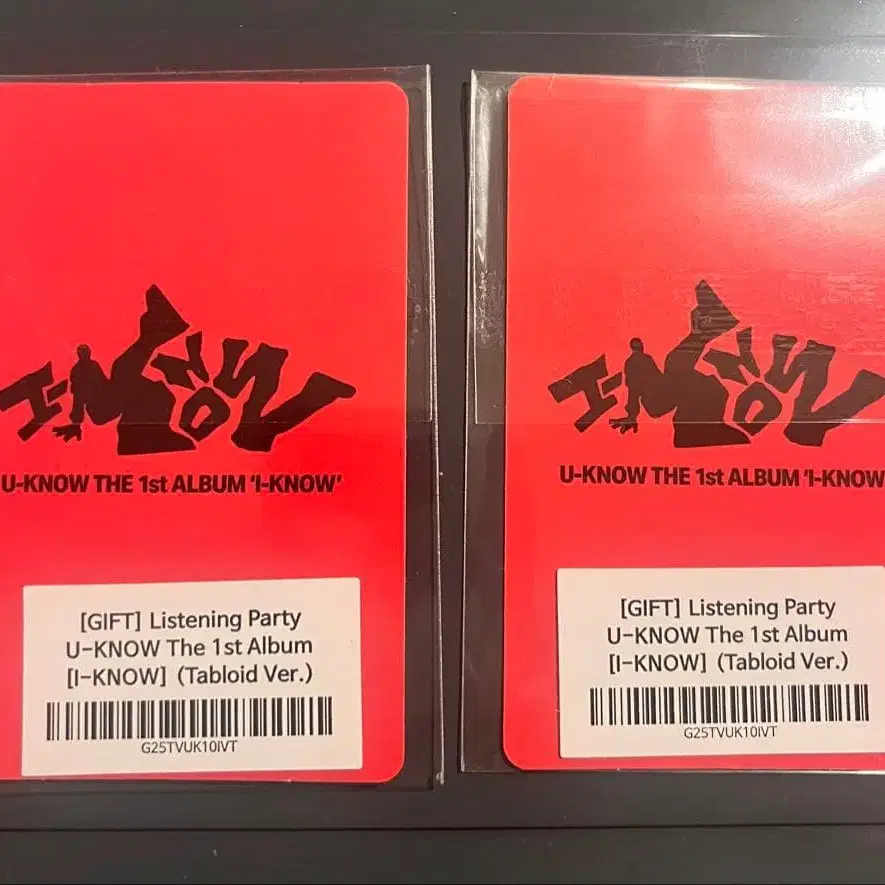 I-KNOW
U-KNOW THE 1st ALBUM 'I-KNOW'
[GIFT] Listening Party
U-KNOW The 1st Album
[I-KNOW] (Tabloid Ver.)
G25TVUK10IVT
I-KNOW
U-KNOW THE 1st ALBUM 'I-KNOW
[GIFT] Listening Party
U-KNOW The 1st Album
[I-KNOW] (Tabloid Ver.)
G25TVUK10IVT